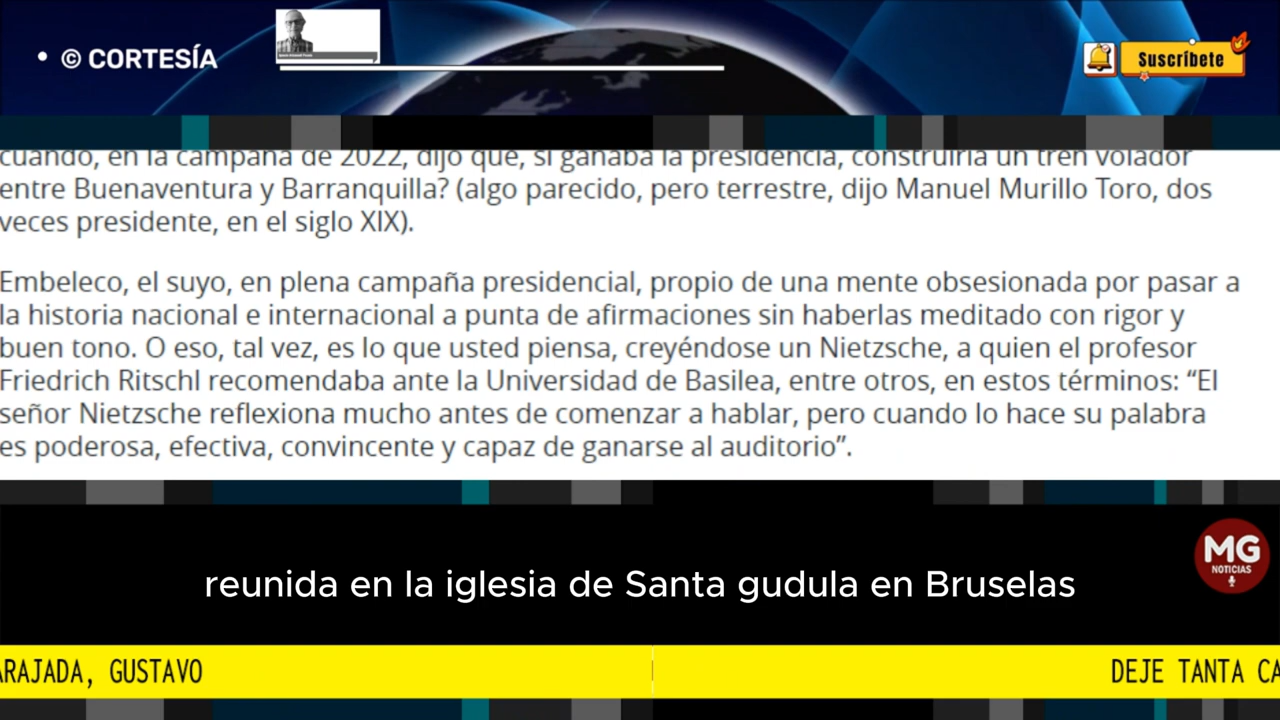 • © CORTESÍA
Suscríbete
cuando, en la campaña de 2022, dijo que, si ganaba la presidencia, construiría un tren volador
entre Buenaventura y Barranquilla? (algo parecido, pero terrestre, dijo Manuel Murillo Toro, dos
veces presidente, en el siglo XIX).
Embeleco, el suyo, en plena campaña presidencial, propio de una mente obsesionada por pasar a
la historia nacional e internacional a punta de afirmaciones sin haberlas meditado con rigor y
buen tono. O eso, tal vez, es lo que usted piensa, creyéndose un Nietzsche, a quien el profesor
Friedrich Ritschl recomendaba ante la Universidad de Basilea, entre otros, en estos términos: “El
señor Nietzsche reflexiona mucho antes de comenzar a hablar, pero cuando lo hace su palabra
es poderosa, efectiva, convincente y capaz de ganarse al auditorio”.
MG
NOTICIAS
reunida en la iglesia de Santa gudula en Bruselas
ARAJADA, GUSTAVO
DEJE TANTA CA